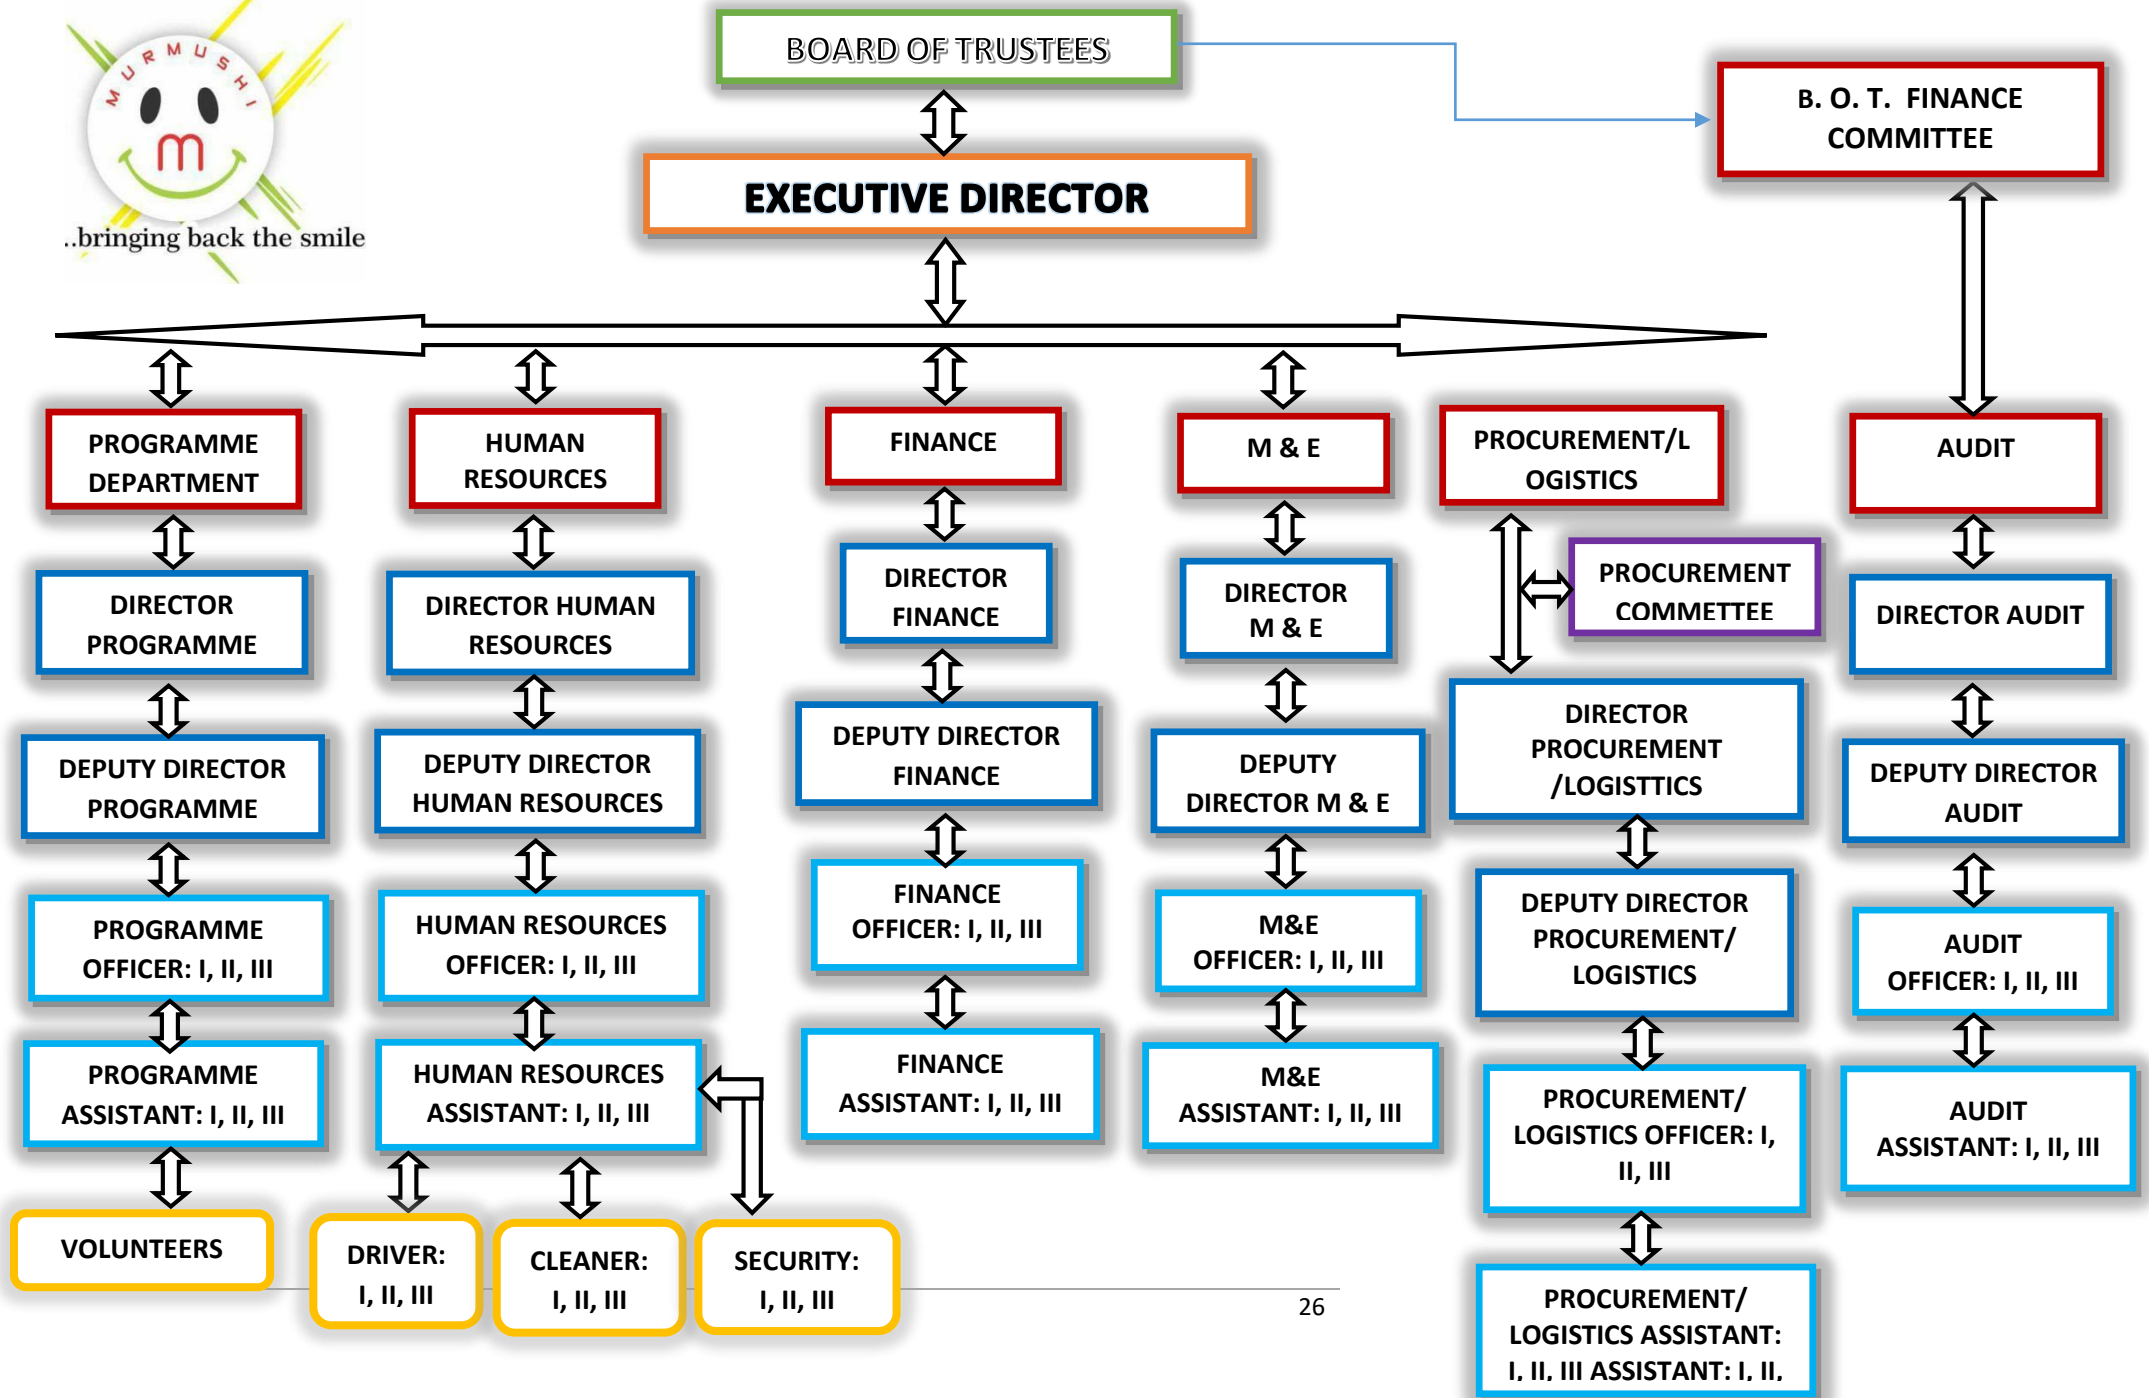 MURMUSHI
m
..bringing back the smile
BOARD OF TRUSTEES
B. O. T. FINANCE
COMMITTEE
EXECUTIVE DIRECTOR
PROGRAMME
DEPARTMENT
HUMAN
RESOURCES
FINANCE
M & E
PROCUREMENT/L
OGISTICS
AUDIT
DIRECTOR
PROGRAMME
DIRECTOR HUMAN
RESOURCES
DIRECTOR
FINANCE
DIRECTOR
M & E
PROCUREMENT
COMMETTEE
DIRECTOR AUDIT
DEPUTY DIRECTOR
PROGRAMME
DEPUTY DIRECTOR
HUMAN RESOURCES
DEPUTY DIRECTOR
FINANCE
DEPUTY
DIRECTOR M & E
DIRECTOR
PROCUREMENT
/LOGISTTICS
DEPUTY DIRECTOR
AUDIT
PROGRAMME
OFFICER: I, II, III
HUMAN RESOURCES
OFFICER: I, II, III
FINANCE
OFFICER: I, II, III
M&E
OFFICER: I, II, III
DEPUTY DIRECTOR
PROCUREMENT/
LOGISTICS
AUDIT
OFFICER: I, II, III
PROGRAMME
ASSISTANT: I, II, III
HUMAN RESOURCES
ASSISTANT: I, II, III
FINANCE
ASSISTANT: I, II, III
M&E
ASSISTANT: I, II, III
PROCUREMENT/
LOGISTICS OFFICER: I,
II, III
AUDIT
ASSISTANT: I, II, III
VOLUNTEERS
DRIVER:
I, II, III
CLEANER:
I, II, III
SECURITY:
I, II, III
PROCUREMENT/
LOGISTICS ASSISTANT:
I, II, III ASSISTANT: I, II,
26